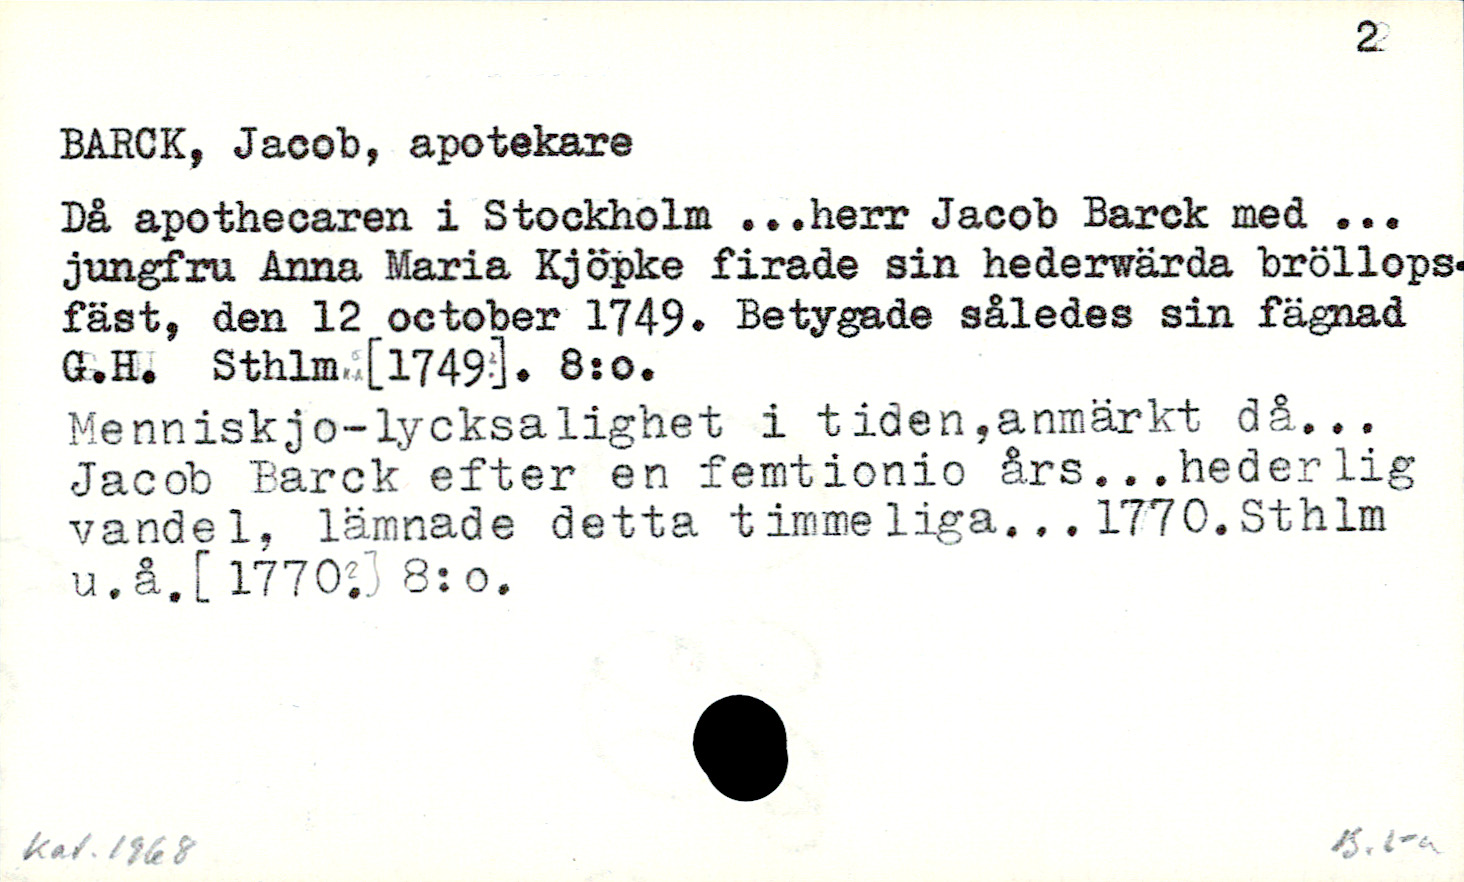 2
BARCK, Jacob, apotekare
Då apothecaren i Stockholm ...herr Jacob Barck med ...
jungfru Anna Maria Kjöpke firade sin hederwärda bröllops-
fäst, den 12 october 1749. Betygade således sin fägnad
G.H. Sthlm [1749?]. 8:o.
Menniskjo-lycksalighet i tiden,anmärkt då...
Jacob Barck efter en femtionio års...hederlig
vandel, lämnade detta timmeliga...1770.Sthlm
u.å.[1770?] 8:o.
Kat. 1968